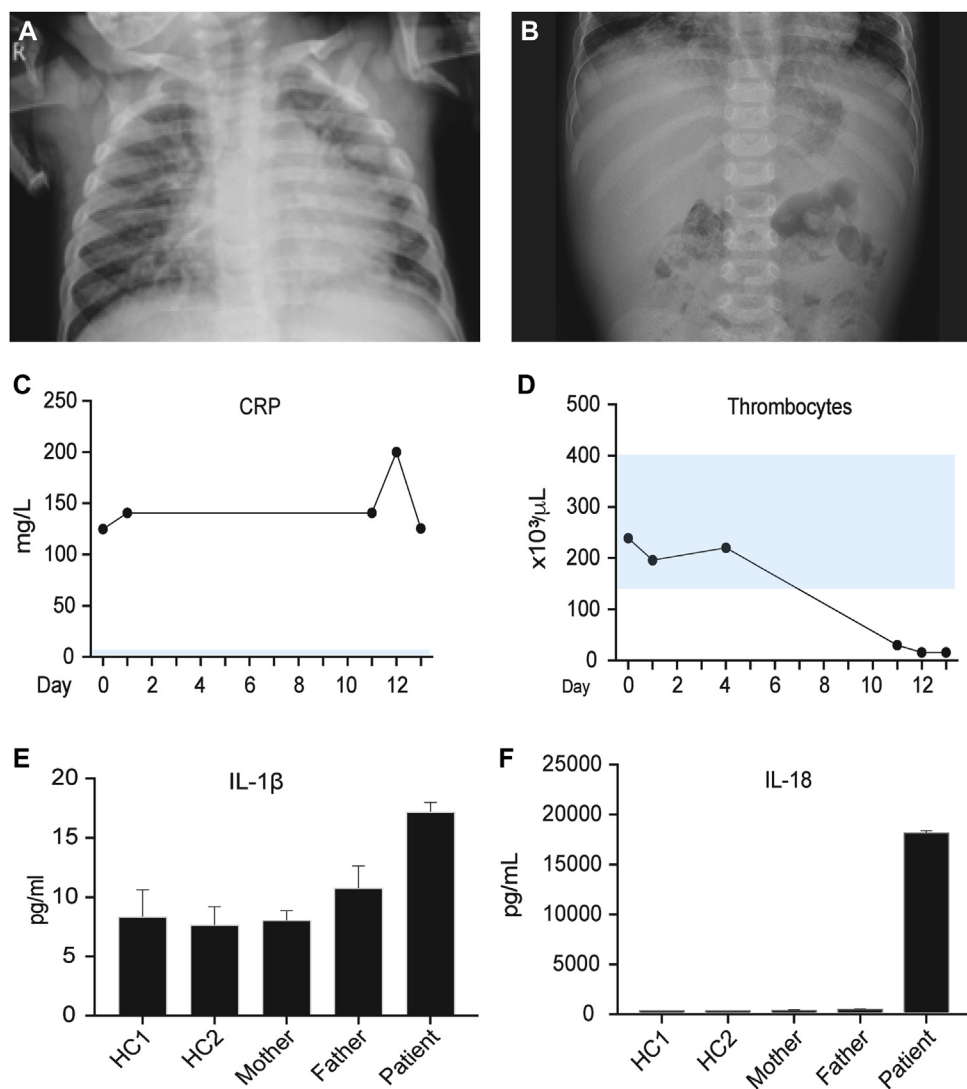 A
R
B
C
CRP
250
200
150
100
50
0
mg/L
Day
0 2 4 6 8 10 12
D
Thrombocytes
500
400
300
200
100
0
x10³/µL
Day
0 2 4 6 8 10 12
E
IL-1β
20
15
10
5
0
pg/ml
HC1
HC2
Mother
Father
Patient
F
IL-18
25000
20000
15000
10000
5000
0
pg/mL
HC1
HC2
Mother
Father
Patient